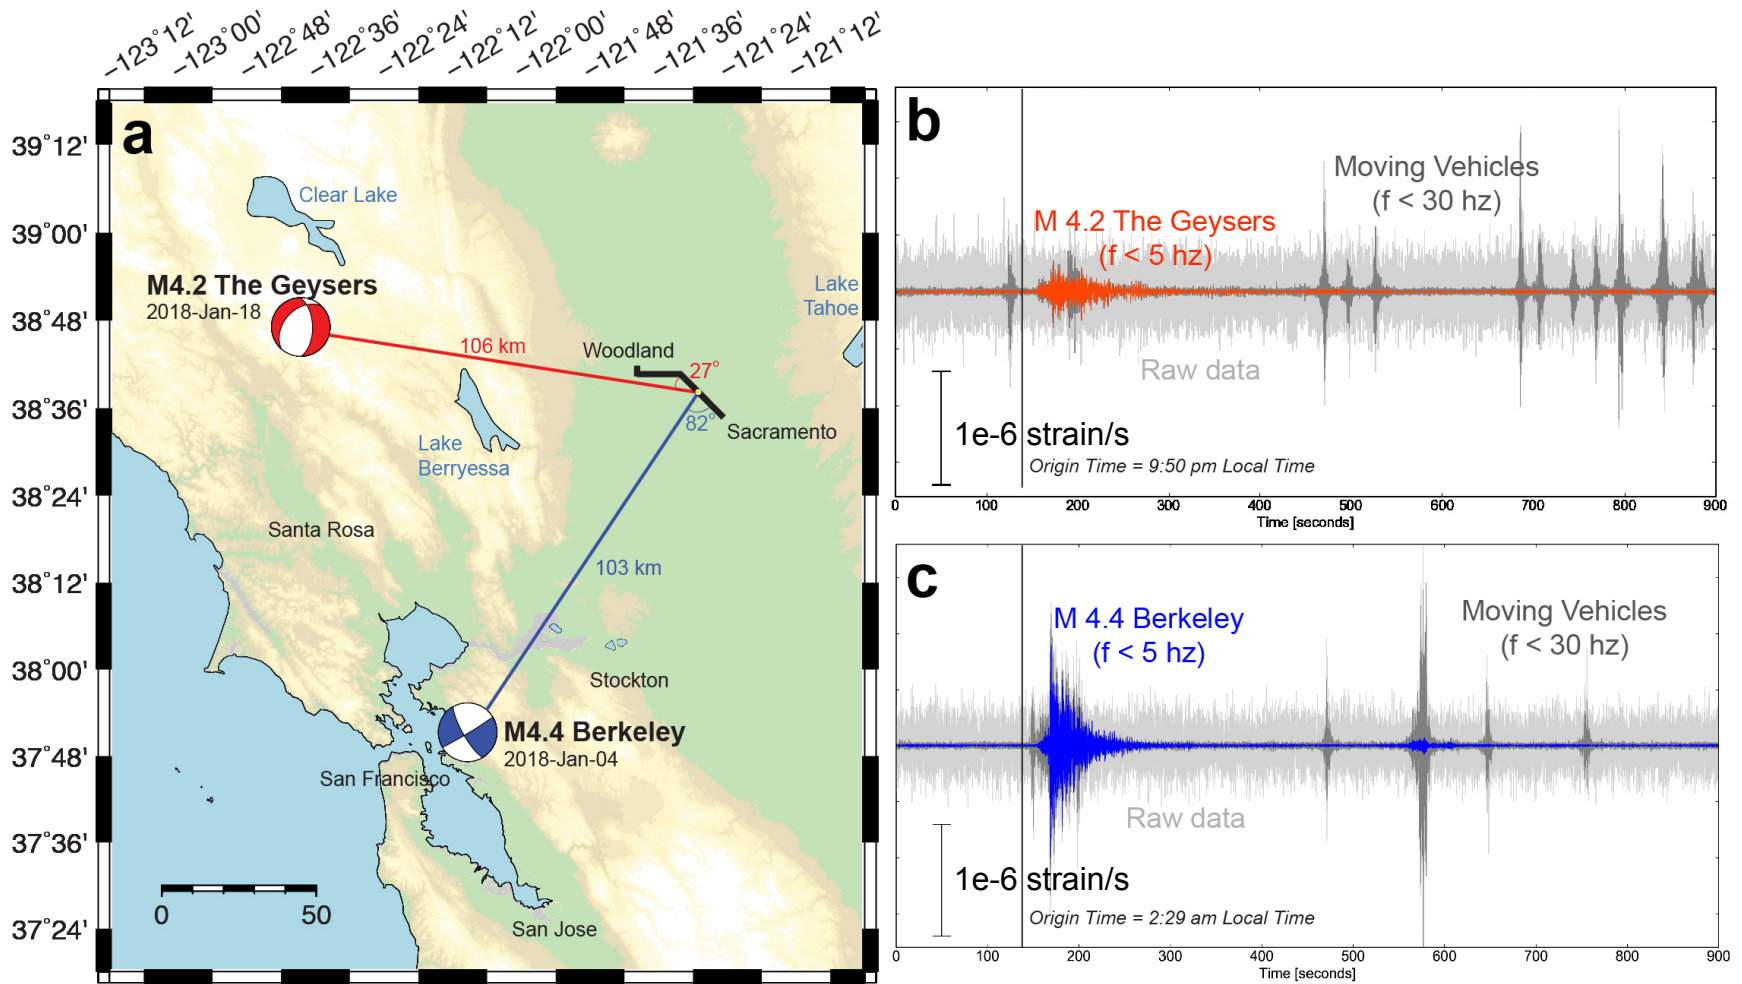 −123°12'
−123°00'
−122°48'
−122°36'
−122°24'
−122°12'
−122°00'
−121°48'
−121°36'
−121°24'
−121°12'
a
39°12'
39°00'
38°48'
38°36'
38°24'
38°12'
38°00'
37°48'
37°36'
37°24'
Clear Lake
M4.2 The Geysers
2018-Jan-18
Lake
Tahoe
106 km
Woodland
27°
82°
Sacramento
Lake
Berryessa
Santa Rosa
103 km
Stockton
M4.4 Berkeley
2018-Jan-04
San Francisco
0 50
San Jose
b
Moving Vehicles
(f < 30 hz)
M 4.2 The Geysers
(f < 5 hz)
Raw data
1e-6 strain/s
Origin Time = 9:50 pm Local Time
0 100 200 300 400 500 600 700 800 900
Time [seconds]
c
M 4.4 Berkeley
(f < 5 hz)
Moving Vehicles
(f < 30 hz)
Raw data
1e-6 strain/s
Origin Time = 2:29 am Local Time
0 100 200 300 400 500 600 700 800 900
Time [seconds]